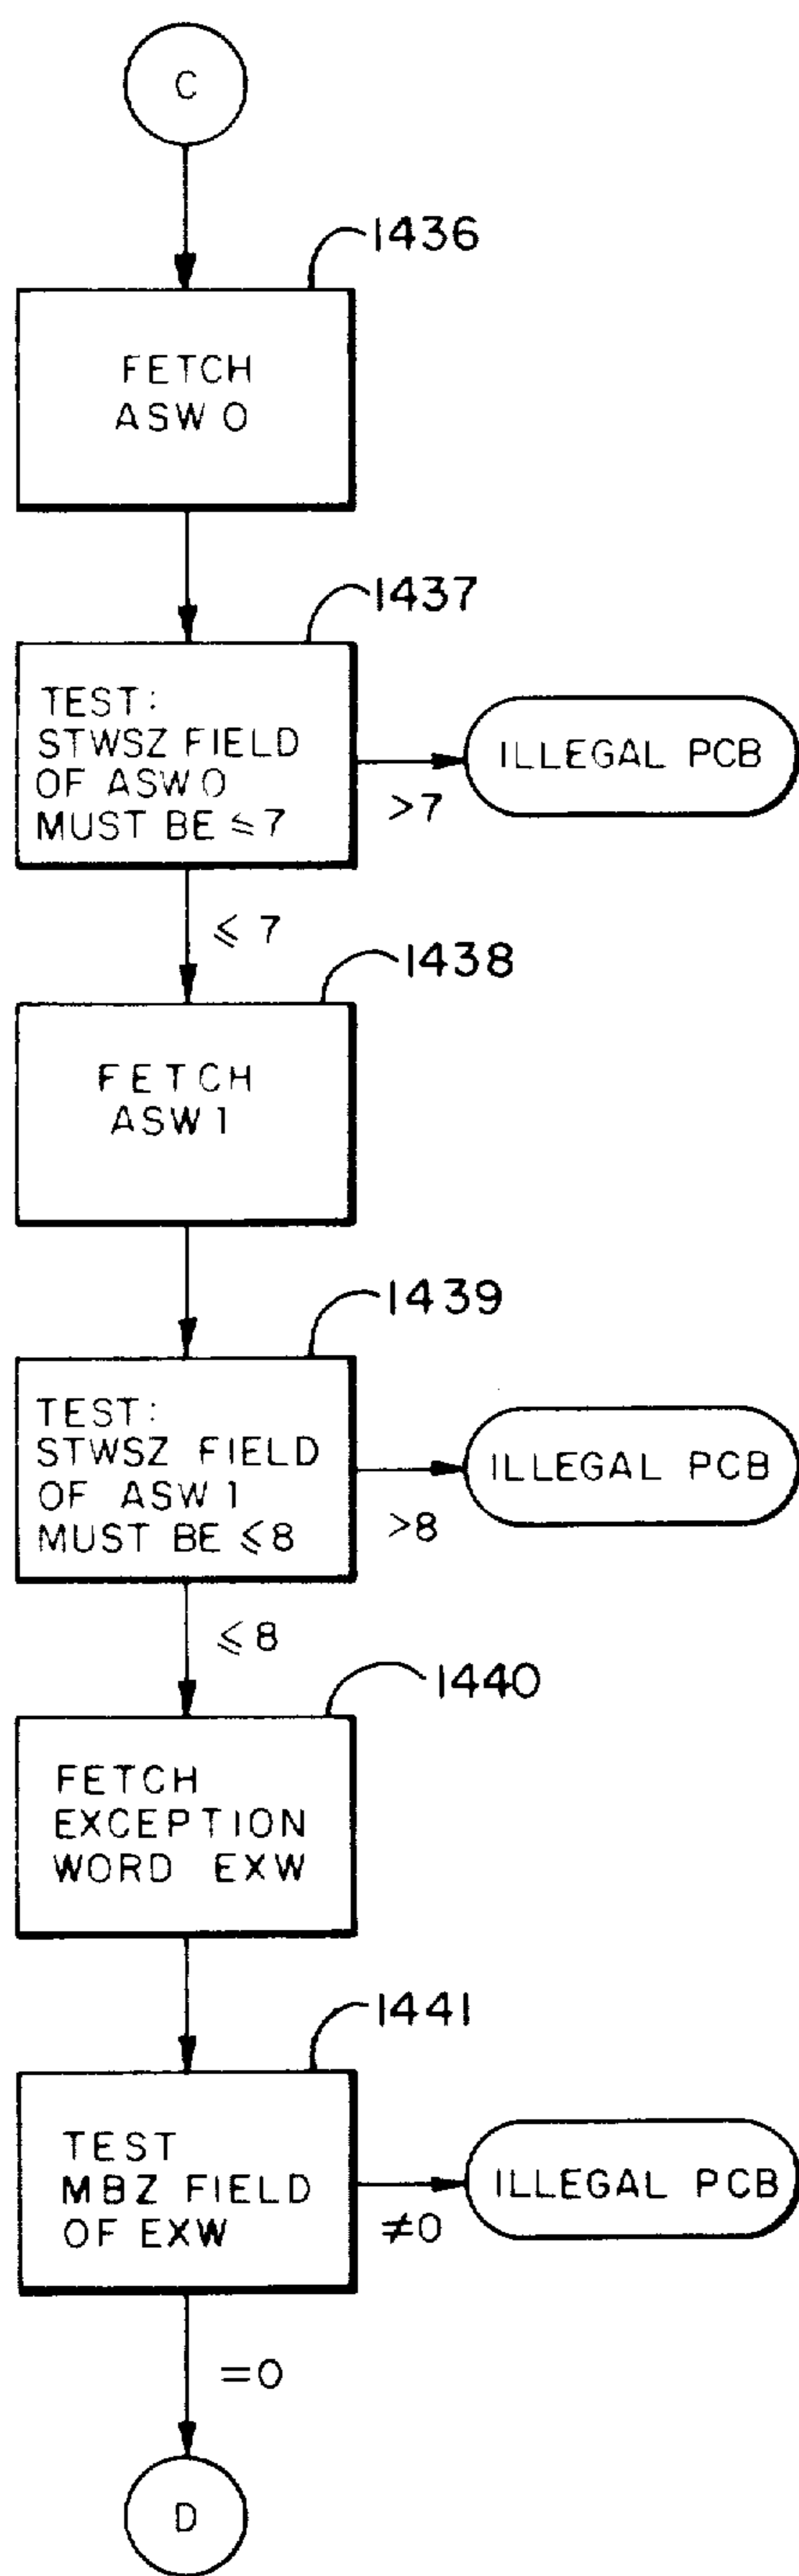 C
1436
FETCH
ASW 0
1437
TEST:
STWSZ FIELD
OF ASW 0
MUST BE ⩽ 7
ILLEGAL PCB
>7
⩽ 7
1438
FETCH
ASW 1
1439
TEST:
STWSZ FIELD
OF ASW 1
MUST BE ⩽ 8
ILLEGAL PCB
>8
⩽ 8
1440
FETCH
EXCEPTION
WORD EXW
1441
TEST
MBZ FIELD
OF EXW
ILLEGAL PCB
≠0
=0
D